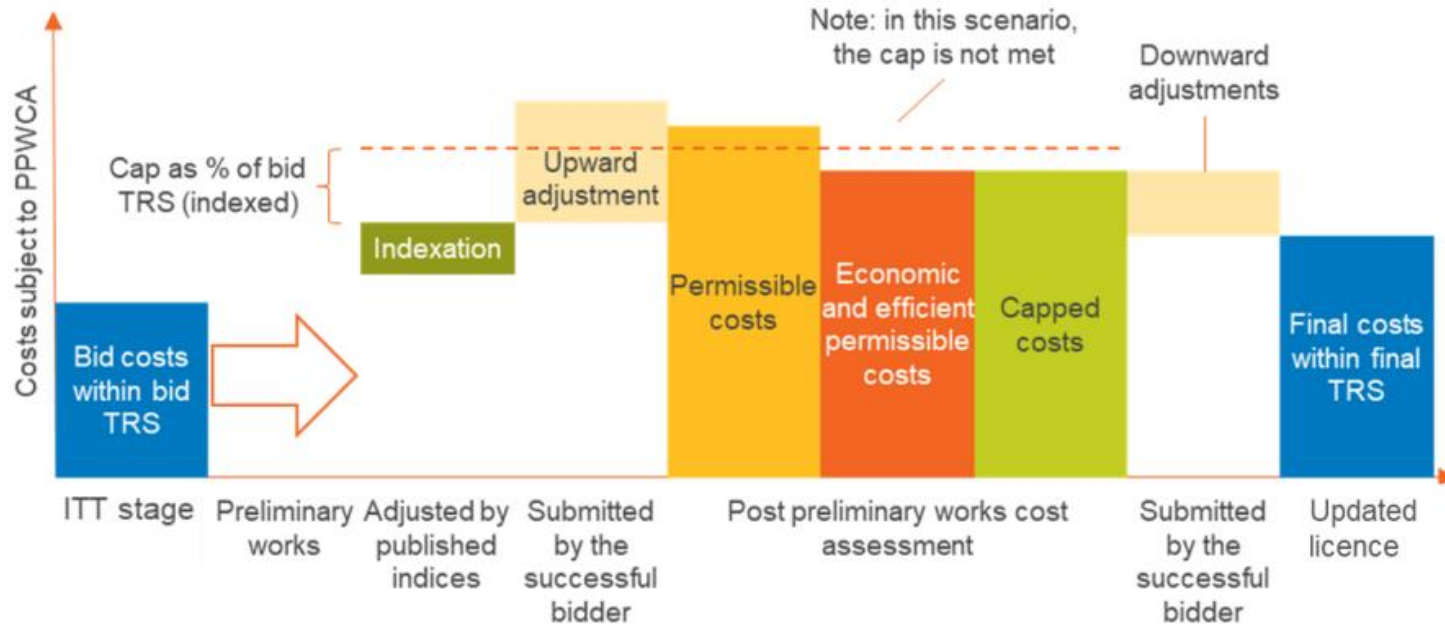 Costs subject to PPWCA
Note: in this scenario,
the cap is not met
Downward
adjustments
Cap as % of bid
TRS (indexed)
Upward
adjustment
Indexation
Bid costs
within bid
TRS
Permissible
costs
Economic
and efficient
permissible
costs
Capped
costs
Final costs
within final
TRS
ITT stage
Preliminary
works
Adjusted by
published
indices
Submitted
by the
successful
bidder
Post preliminary works cost
assessment
Submitted
by the
successful
bidder
Updated
licence